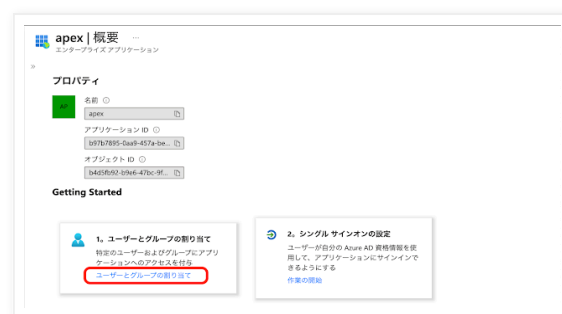 apex | 概要 …
エンタープライズ アプリケーション
»
プロパティ
AP
名前
apex
アプリケーション ID
b97b7895-0aa9-457a-be...
オブジェクト ID
b4d5fb92-b9e6-47bc-9f...
Getting Started
1。ユーザーとグループの割り当て
特定のユーザーおよびグループにアプリ
ケーションへのアクセスを付与
ユーザーとグループの割り当て
2。シングル サインオンの設定
ユーザーが自分の Azure AD 資格情報を使
用して、アプリケーションにサインインで
きるようにする
作業の開始